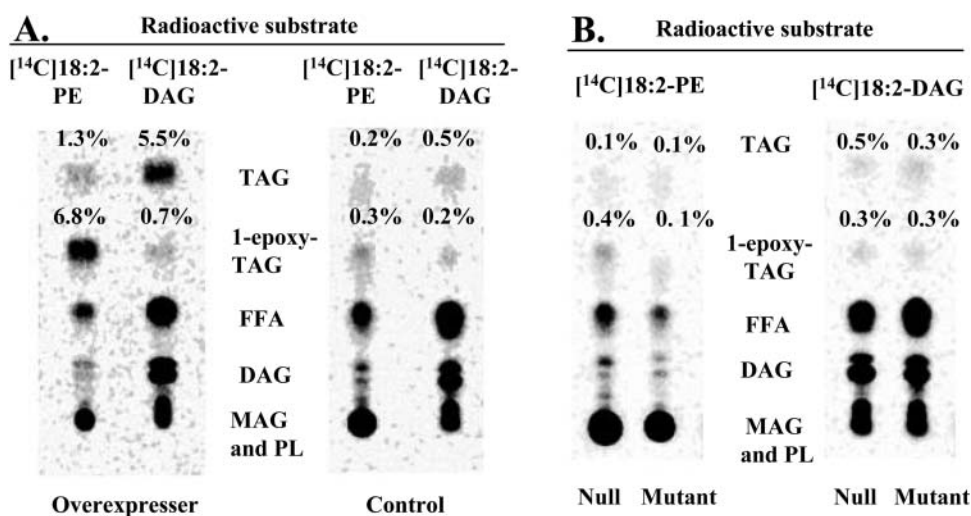 A.
Radioactive substrate
[¹⁴C]18:2-PE [¹⁴C]18:2-DAG [¹⁴C]18:2-PE [¹⁴C]18:2-DAG
1.3% 5.5% 0.2% 0.5%
TAG
6.8% 0.7% 0.3% 0.2%
1-epoxy-
TAG
FFA
DAG
MAG
and PL
Overexpresser Control
B.
Radioactive substrate
[¹⁴C]18:2-PE [¹⁴C]18:2-DAG
0.1% 0.1% TAG 0.5% 0.3%
0.4% 0. 1% 0.3% 0.3%
1-epoxy-
TAG
FFA
DAG
MAG
and PL
Null Mutant Null Mutant